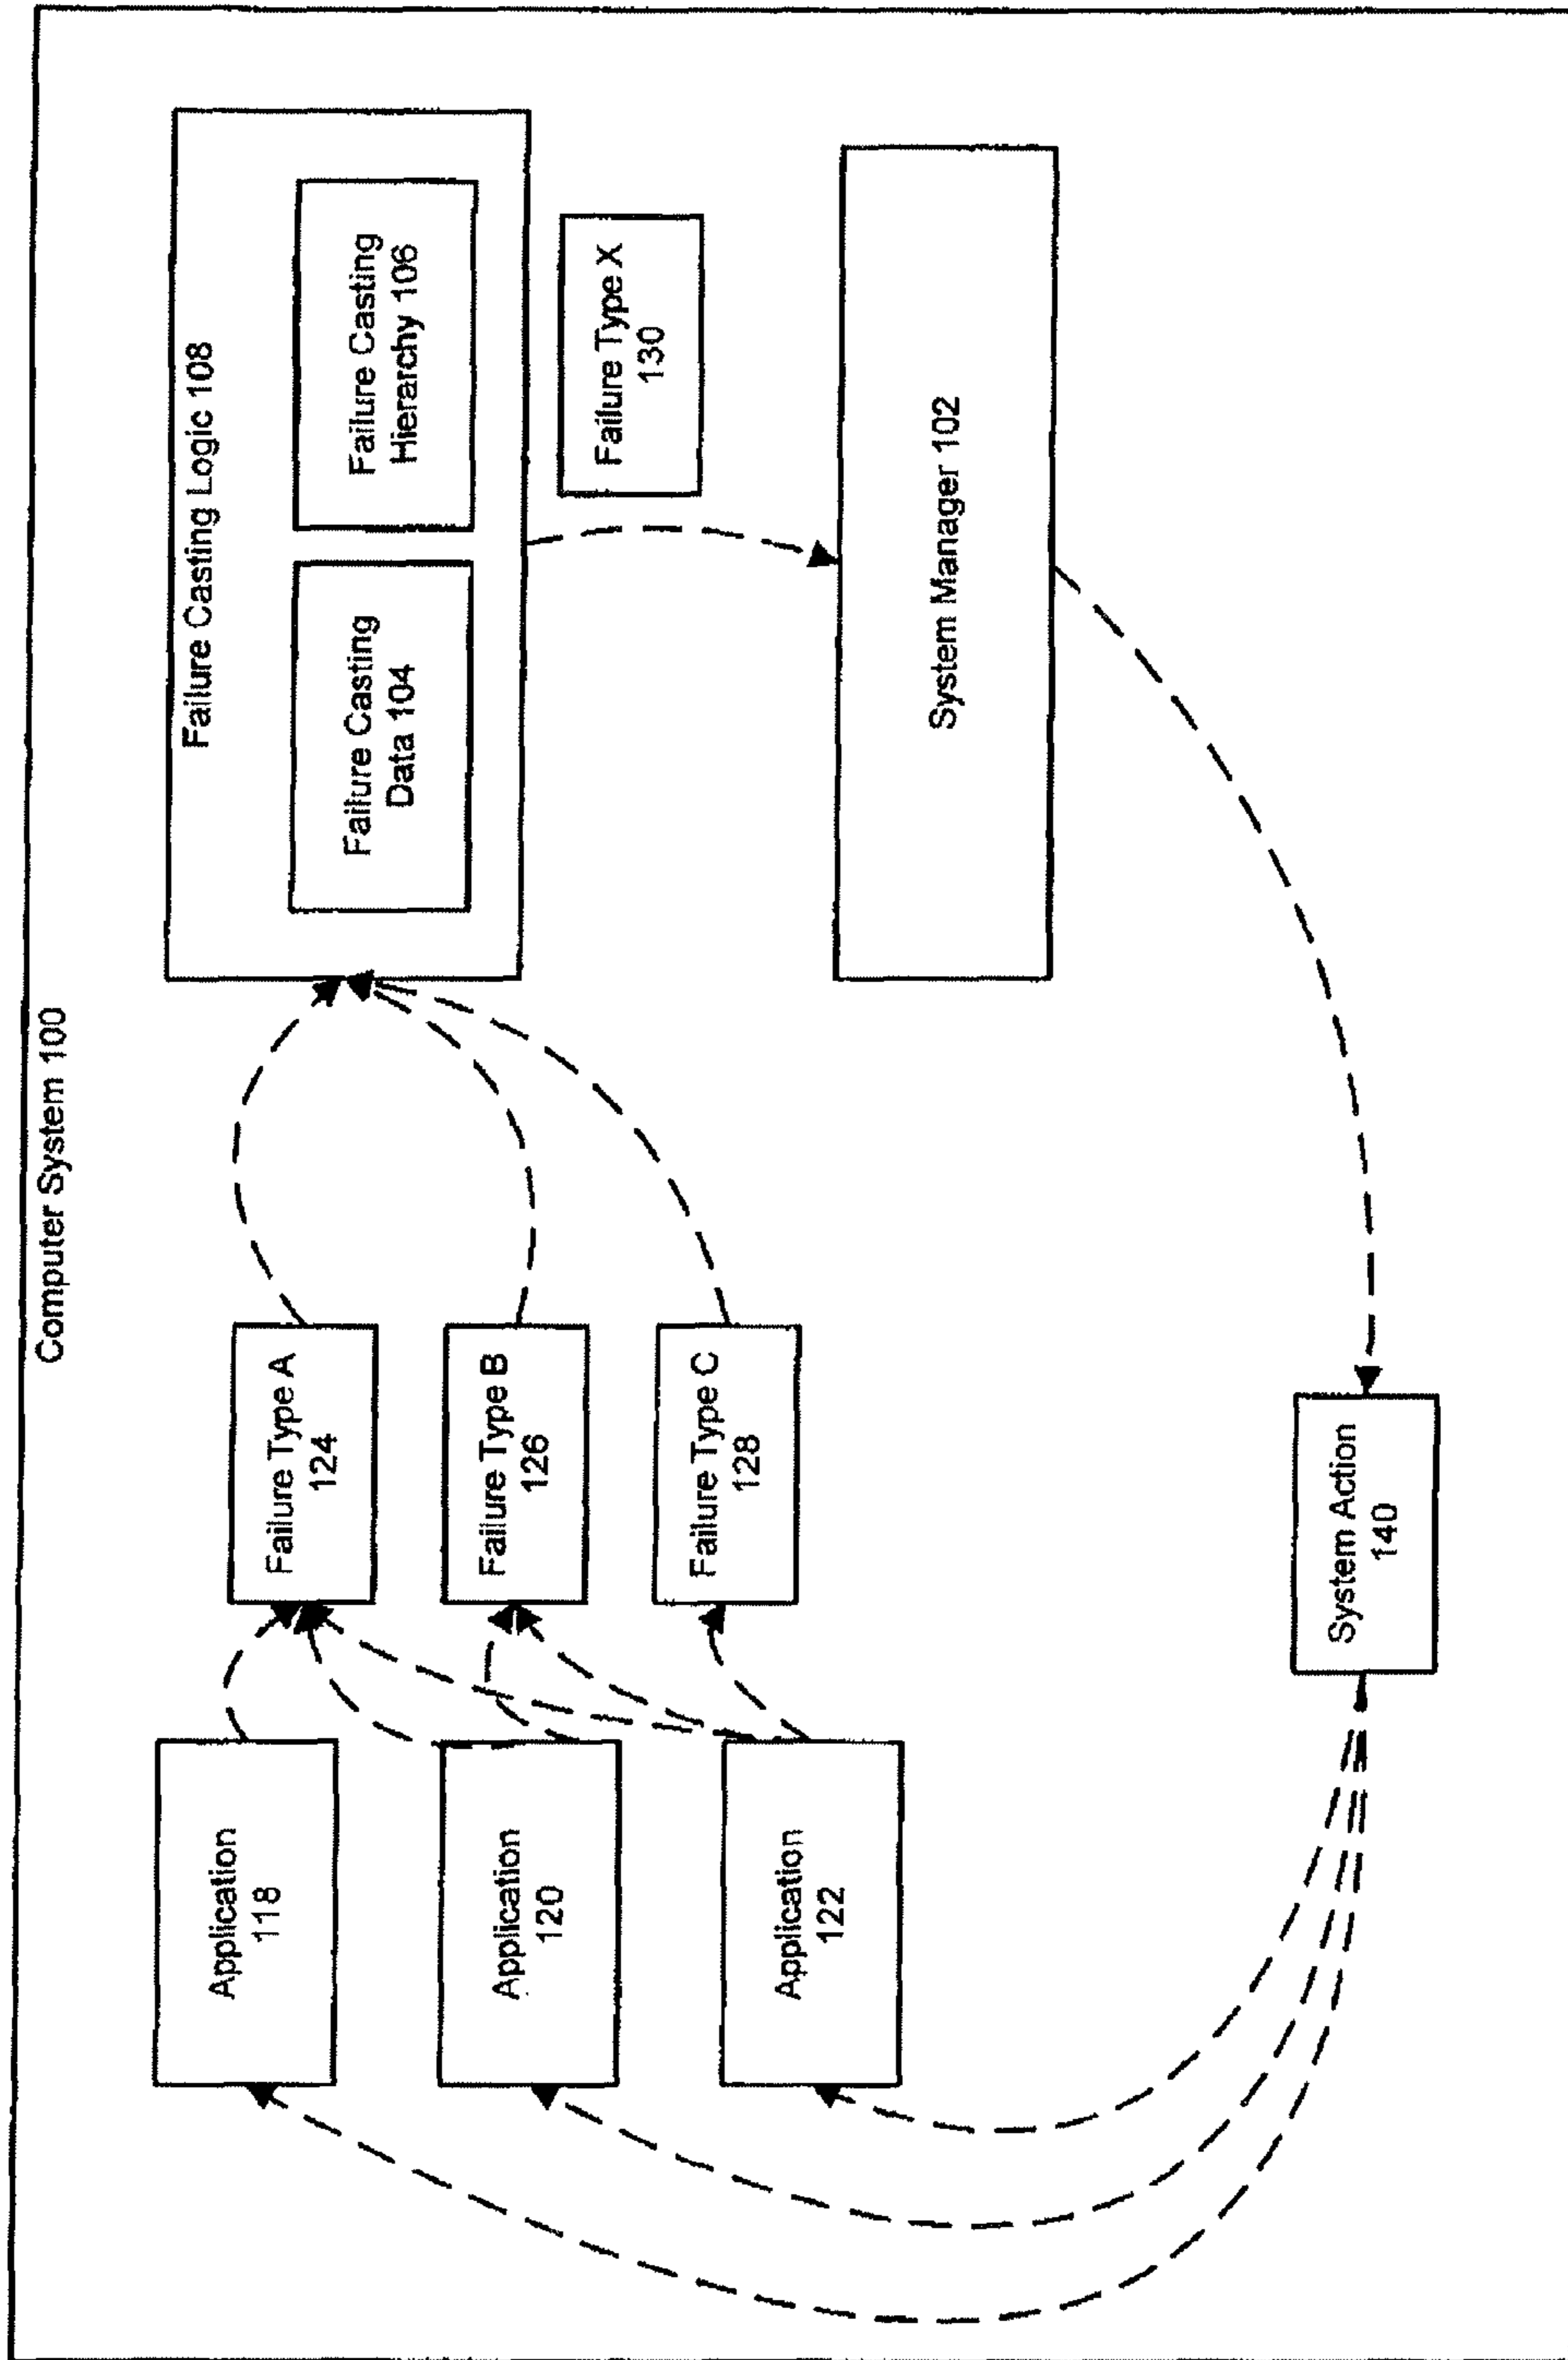 Computer System 100
Application
118
Application
120
Application
122
Failure Type A
124
Failure Type B
126
Failure Type C
128
Failure Casting Logic 108
Failure Casting
Data 104
Failure Casting
Hierarchy 106
Failure Type X
130
System Manager 102
System Action
140